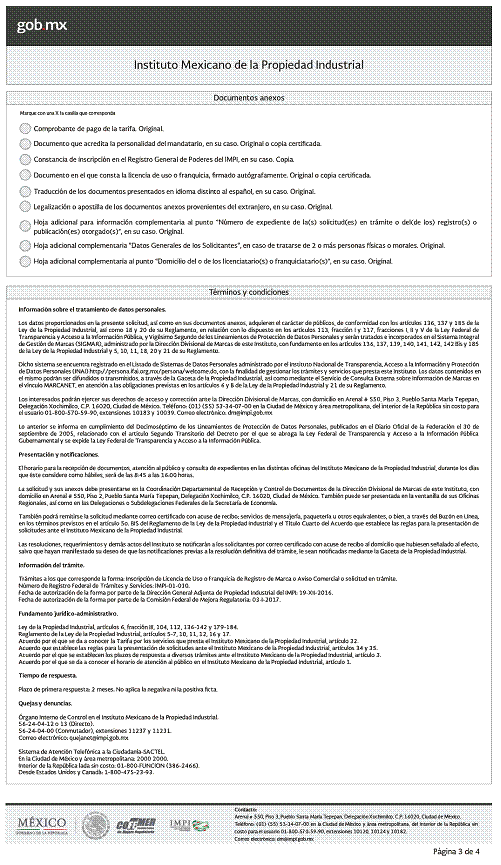 gob mx
Instituto Mexicano de la Propiedad Industrial
Documentos anexos
Marque con una X la casilla que corresponda
Comprobante de pago de la tarifa. Original.
Documento que acredita la personalidad del mandatario, en su caso. Original o copia certificada.
Constancia de inscripción en el Registro General de Poderes del IMPI, en su caso. Copia.
Documento en el que consta la licencia de uso o franquicia, firmado autógrafamente. Original o copia certificada.
Traducción de los documentos presentados en idioma distinto al español, en su caso. Original.
Legalización o apostilla de los documentos anexos provenientes del extranjero, en su caso. Original.
Hoja adicional para información complementaria al punto "Número de expediente de la(s) solicitud(es) en trámite o del(de los) registro(s) o
publicación(es) otorgado(s)", en su caso. Original.
Hoja adicional complementaria "Datos Generales de los Solicitantes", en caso de tratarse de 2 o más personas físicas o morales. Original.
Hoja adicional complementaria al punto "Domicilio del o de los licenciatario(s) o franquiciatario(s)", en su caso. Original.
Términos y condiciones
Información sobre el tratamiento de datos personales.
Los datos proporcionados en la presente solicitud, así como en sus documentos anexos, adquieren el carácter de públicos, de conformidad con los artículos 136, 137 y 185 de la
Ley de la Propiedad Industrial, así como 18 y 20 de su Reglamento, en relación con lo dispuesto en los artículos 113, fracción I y 117, fracciones I, II y V de la Ley Federal de
Transparencia y Acceso a la Información Pública, y Vigésimo Segundo de los Lineamientos de Protección de Datos Personales y serán tratados e incorporados en el Sistema Integral
de Gestión de Marcas (SIGMAR), administrado por la Dirección Divisional de Marcas de este Instituto, con fundamento en los artículos 136, 137, 139, 140, 141, 142, 142 Bis y 185
de la Ley de la Propiedad Industrial y 5, 10, 11, 18, 20 y 21 de su Reglamento.
Dicho sistema se encuentra registrado en el Listado de Sistemas de Datos Personales administrado por el Instituto Nacional de Transparencia, Acceso a la Información y Protección
de Datos Personales (INAI) http://persona.ifai.org.mx/persona/welcome.do, con la finalidad de gestionar los trámites y servicios que presta este Instituto. Los datos contenidos en
el mismo podrán ser difundidos o transmitidos, a través de la Gaceta de la Propiedad Industrial, así como mediante el Servicio de Consulta Externa sobre Información de Marcas en
el vínculo MARCANET, en atención a las obligaciones previstas en los artículos 4 y 8 de la Ley de la Propiedad Industrial y 2 y 21 de su Reglamento.
Los interesados podrán ejercer sus derechos de acceso y corrección ante la Dirección Divisional de Marcas, con domicilio en Arenal # 550, Piso 3, Pueblo Santa María Tepepan,
Delegación Xochimilco, C.P. 16020, Ciudad de México. Teléfono: (01) (55) 53-34-07-00 en la Ciudad de México y área metropolitana, del interior de la República sin costo para
el usuario 01-800-570-59-90, extensiones 10183 y 10039. Correo electrónico: dm@impi.gob.mx.
Lo anterior se informa en cumplimiento del Decimoséptimo de los Lineamientos de Protección de Datos Personales, publicados en el Diario Oficial de la Federación el 30 de
septiembre de 2005, relacionado con el artículo Segundo Transitorio del Decreto por el que se abroga la Ley Federal de Transparencia y Acceso a la Información Pública
Gubernamental y se expide la Ley Federal de Transparencia y Acceso a la Información Pública.
Presentación y notificaciones.
El horario para la recepción de documentos, atención al público y consulta de expedientes en las distintas oficinas del Instituto Mexicano de la Propiedad Industrial, durante los días
que éste considere como hábiles, será de las 8:45 a las 16:00 horas.
La solicitud y sus anexos debe presentarse en la Coordinación Departamental de Recepción y Control de Documentos de la Dirección Divisional de Marcas de este Instituto, con
domicilio en Arenal # 550, Piso 2, Pueblo Santa María Tepepan, Delegación Xochimilco, C.P. 16020, Ciudad de México. También puede ser presentada en la ventanilla de sus Oficinas
Regionales, así como en las Delegaciones o Subdelegaciones Federales de la Secretaría de Economía.
También podrá remitirse la solicitud mediante correo certificado con acuse de recibo; servicios de mensajería, paquetería u otros equivalentes, o bien, a través del Buzón en Línea,
en los términos previstos en el artículo 5o. BIS del Reglamento de la Ley de la Propiedad Industrial y el Título Cuarto del Acuerdo que establece las reglas para la presentación de
solicitudes ante el Instituto Mexicano de la Propiedad Industrial.
Las resoluciones, requerimientos y demás actos del Instituto se notificarán a los solicitantes por correo certificado con acuse de recibo al domicilio que hubiesen señalado al efecto,
salvo que hayan manifestado su deseo de que las notificaciones previas a la resolución definitiva del trámite, le sean notificadas mediante la Gaceta de la Propiedad Industrial.
Información del trámite.
Trámites a los que corresponde la forma: Inscripción de Licencia de Uso o Franquicia de Registro de Marca o Aviso Comercial o solicitud en trámite.
Número de Registro Federal de Trámites y Servicios: IMPI-01-010.
Fecha de autorización de la forma por parte de la Dirección General Adjunta de Propiedad Industrial del IMPI: 19-XII-2016.
Fecha de autorización de la forma por parte de la Comisión Federal de Mejora Regulatoria: 03-I-2017.
Fundamento jurídico-administrativo.
Ley de la Propiedad Industrial, artículos 6, fracción III, 104, 112, 136-142 y 179-184.
Reglamento de la Ley de la Propiedad Industrial, artículos 5-7, 10, 11, 12, 16 y 17.
Acuerdo por el que se da a conocer la Tarifa por los servicios que presta el Instituto Mexicano de la Propiedad Industrial, artículo 22.
Acuerdo que establece las reglas para la presentación de solicitudes ante el Instituto Mexicano de la Propiedad Industrial, artículos 34 y 35.
Acuerdo por el que se establecen los plazos de respuesta a diversos trámites ante el Instituto Mexicano de la Propiedad Industrial, artículo 3.
Acuerdo por el que se da a conocer el horario de atención al público en el Instituto Mexicano de la Propiedad Industrial, artículo 1.
Tiempo de respuesta.
Plazo de primera respuesta: 2 meses. No aplica la negativa ni la positiva ficta.
Quejas y denuncias.
Órgano Interno de Control en el Instituto Mexicano de la Propiedad Industrial.
56-24-04-12 o 13 (Directo).
56-24-04-00 (Conmutador), extensiones 11237 y 11231.
Correo electrónico: quejanet@impi.gob.mx
Sistema de Atención Telefónica a la Ciudadanía-SACTEL.
En la Ciudad de México y área metropolitana: 2000 2000.
Interior de la República lada sin costo: 01-800-FUNCION (386-2466).
Desde Estados Unidos y Canadá: 1-800-475-23-93.
MÉXICO
GOBIERNO DE LA REPÚBLICA
COFEMER
IMPI
Contacto:
Arenal # 550, Piso 3, Pueblo Santa María Tepepan, Delegación Xochimilco, C.P. 16020, Ciudad de México.
Teléfono: (01) (55) 53-34-07-00 en la Ciudad de México y área metropolitana, del interior de la República sin
costo para el usuario 01-800-570-59-90, extensiones 10120, 10124 y 10182.
Correo electrónico: dm@impi.gob.mx.
Página 3 de 4